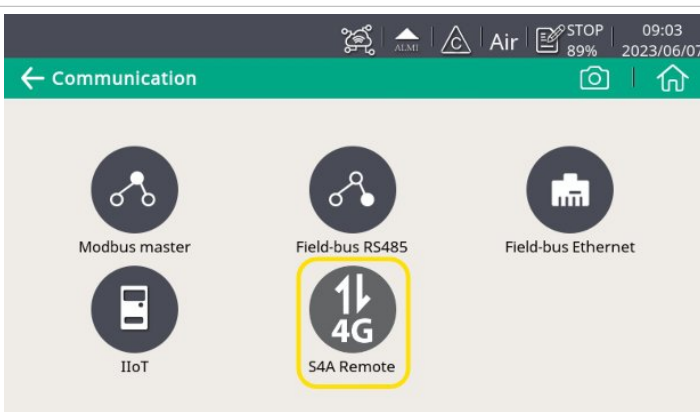 ALMI
C
Air
STOP
89%
09:03
2023/06/07
Communication
Modbus master
Field-bus RS485
Field-bus Ethernet
IIoT
4G
S4A Remote